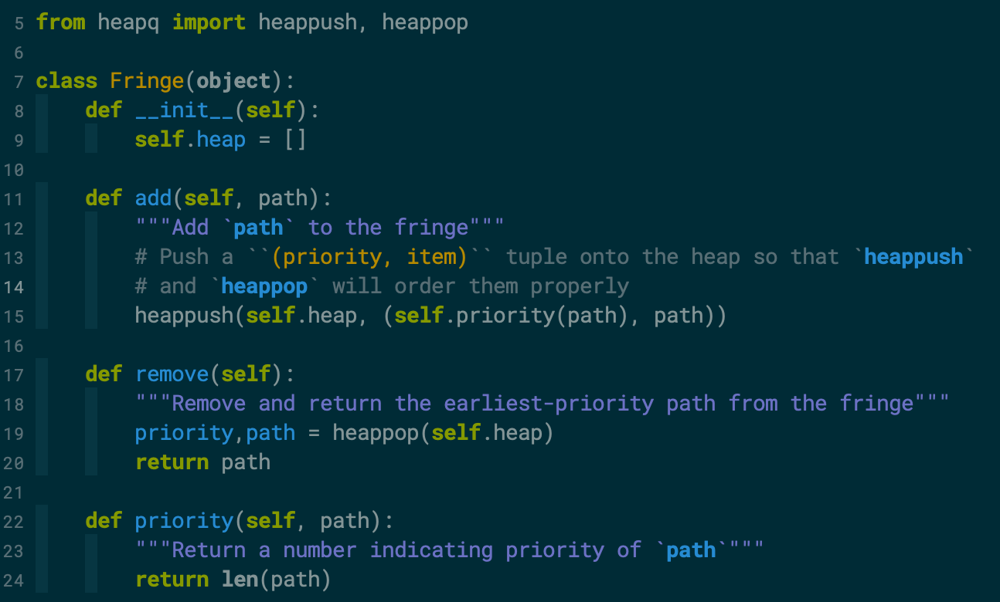 5 from heapq import heappush, heappop
6
7 class Fringe(object):
8     def __init__(self):
9         self.heap = []
10
11     def add(self, path):
12         """Add `path` to the fringe"""
13         # Push a ``(priority, item)`` tuple onto the heap so that `heappush`
14         # and `heappop` will order them properly
15         heappush(self.heap, (self.priority(path), path))
16
17     def remove(self):
18         """Remove and return the earliest-priority path from the fringe"""
19         priority,path = heappop(self.heap)
20         return path
21
22     def priority(self, path):
23         """Return a number indicating priority of `path`"""
24         return len(path)